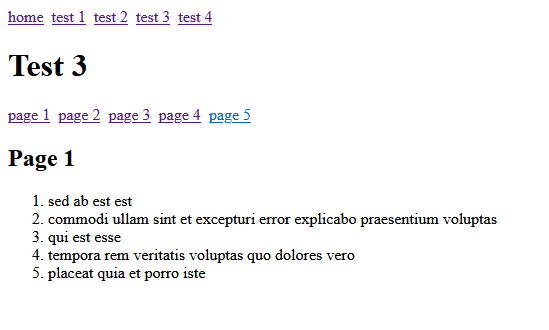 home test 1 test 2 test 3 test 4
Test 3
page 1 page 2 page 3 page 4 page 5
Page 1
1. sed ab est est
2. commodi ullam sint et excepturi error explicabo praesentium voluptas
3. qui est esse
4. tempora rem veritatis voluptas quo dolores vero
5. placeat quia et porro iste